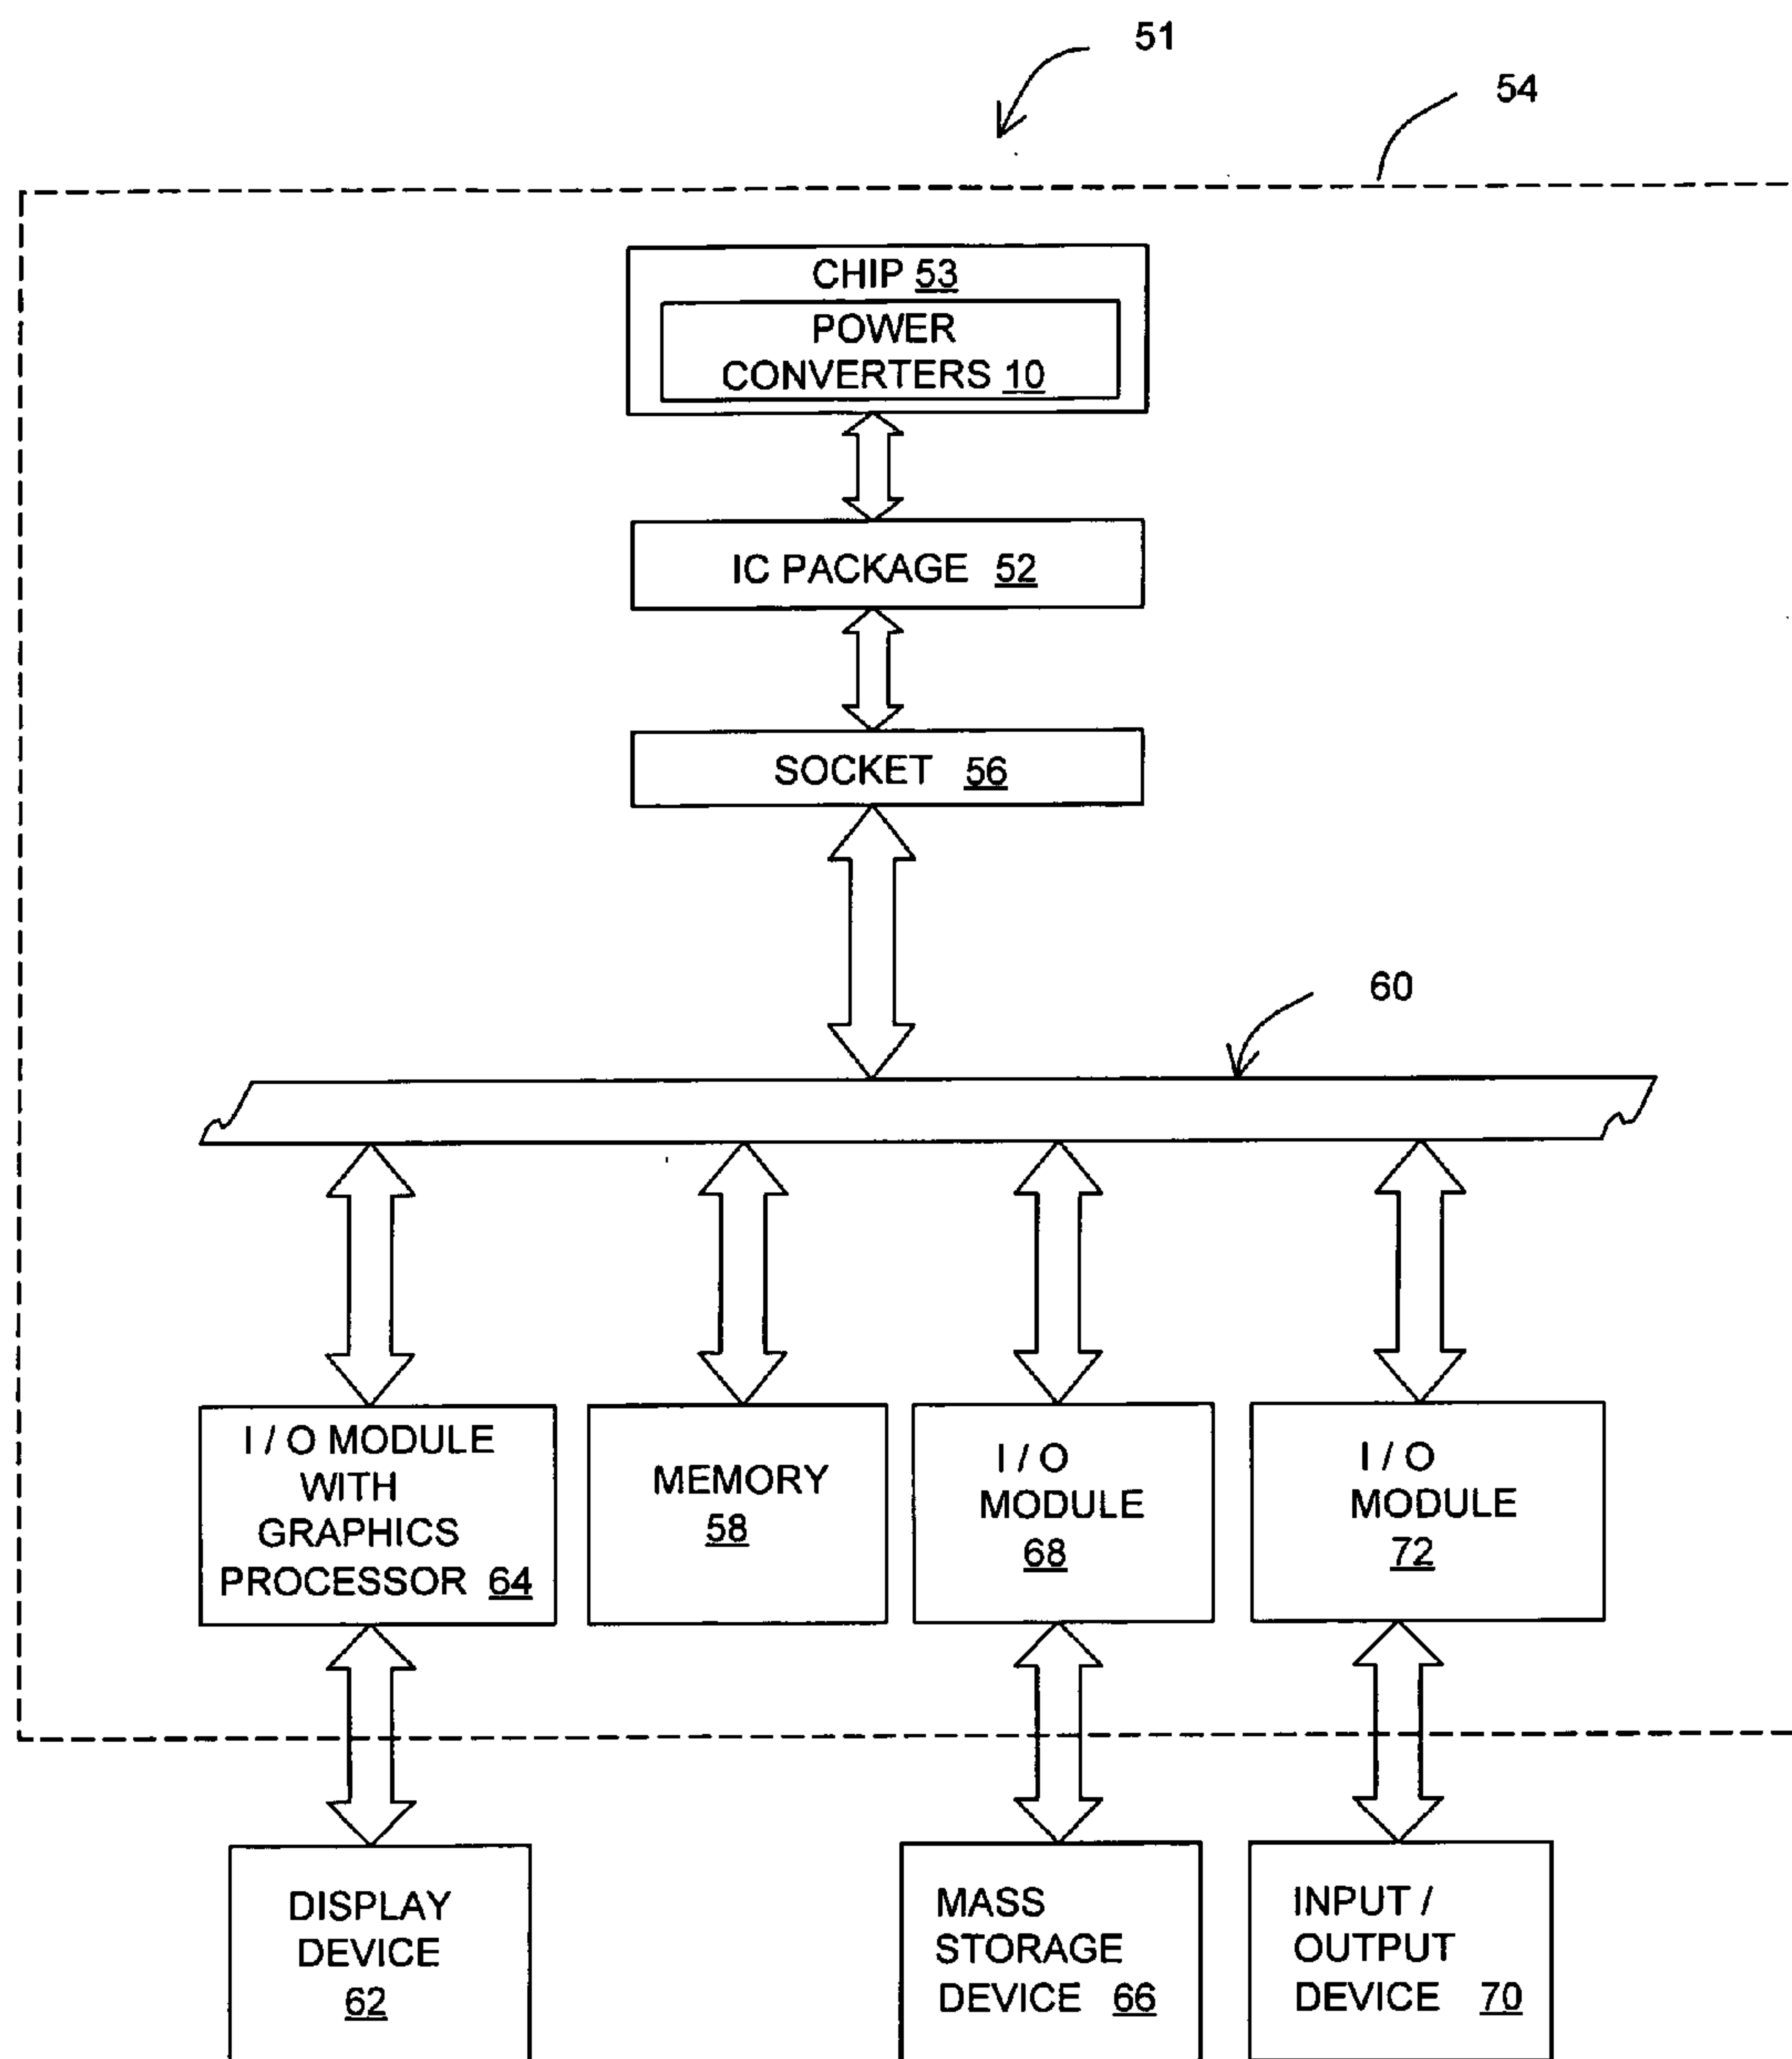 51
54
CHIP 53
POWER
CONVERTERS 10
IC PACKAGE 52
SOCKET 56
60
I / O MODULE
WITH
GRAPHICS
PROCESSOR 64
MEMORY
58
I / O
MODULE
68
I / O
MODULE
72
DISPLAY
DEVICE
62
MASS
STORAGE
DEVICE 66
INPUT /
OUTPUT
DEVICE 70